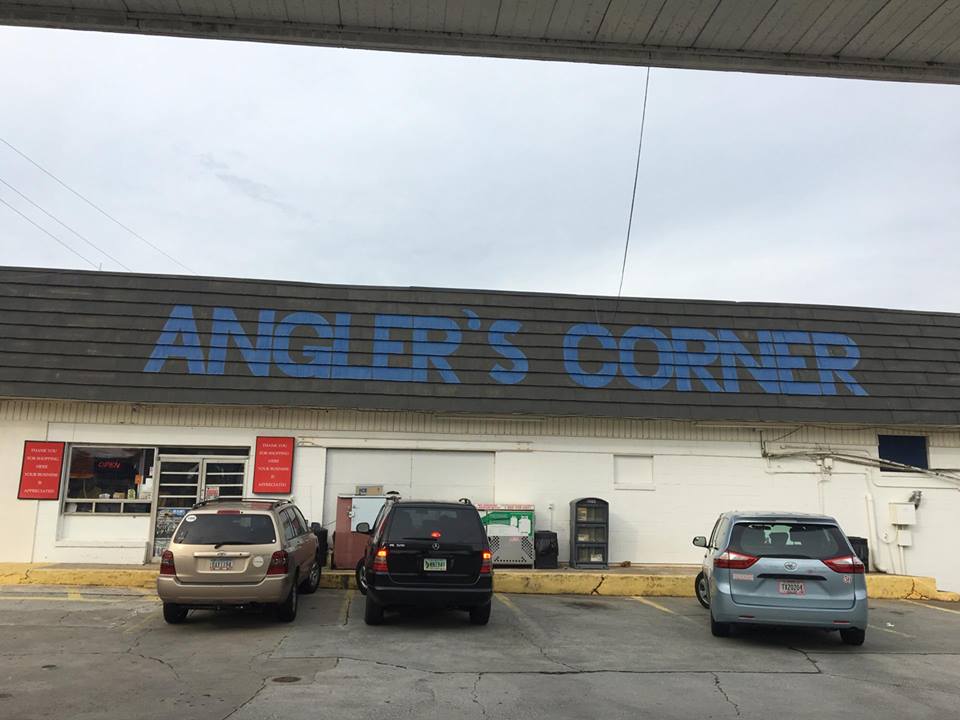 ANGLER'S CORNER
OPEN
THANK YOU
FOR SHOPPING
HERE
YOUR BUSINESS
IS
APPRECIATED
THANK YOU
FOR SHOPPING
HERE
YOUR BUSINESS
IS
APPRECIATED
TXZ0204